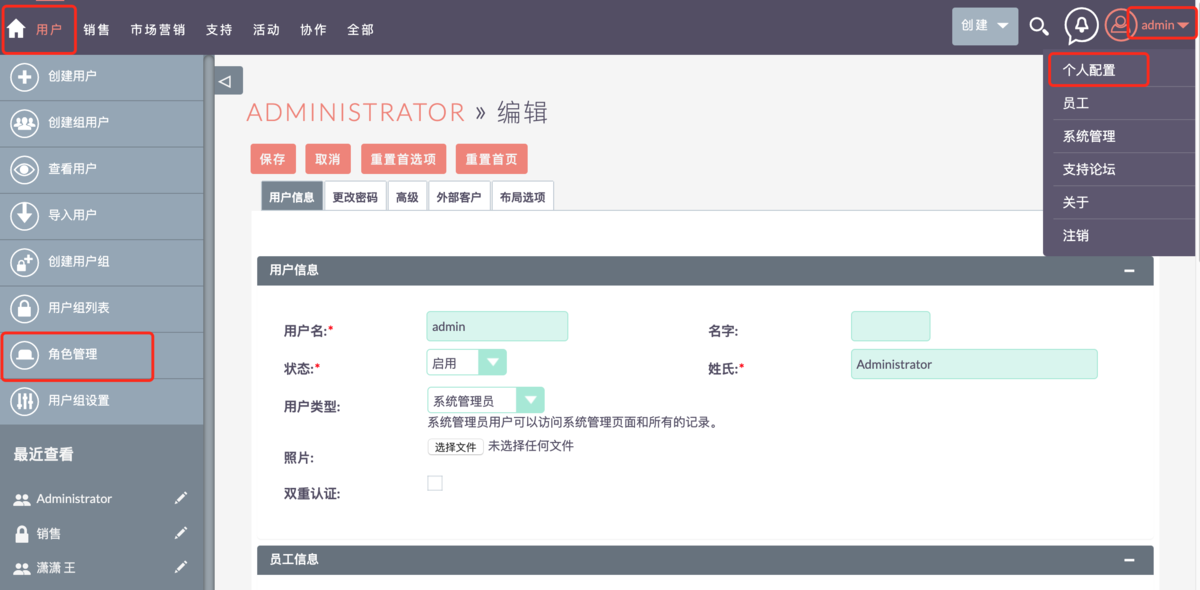 用户 销售 市场营销 支持 活动 协作 全部 创建 admin
个人配置
员工
系统管理
支持论坛
关于
注销
创建用户
创建组用户
查看用户
导入用户
创建用户组
用户组列表
角色管理
用户组设置
最近查看
Administrator
销售
潇潇 王
ADMINISTRATOR » 编辑
保存 取消 重置首选项 重置首页
用户信息 更改密码 高级 外部客户 布局选项
用户信息
用户名:* admin 名字:
状态:* 启用 姓氏:* Administrator
用户类型: 系统管理员
系统管理员用户可以访问系统管理页面和所有的记录。
照片: 选择文件 未选择任何文件
双重认证:
员工信息